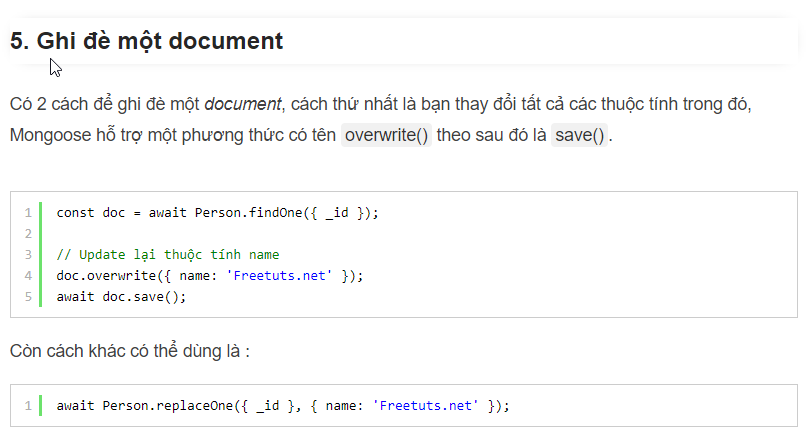 5. Ghi đè một document
Có 2 cách để ghi đè một document, cách thứ nhất là bạn thay đổi tất cả các thuộc tính trong đó,
Mongoose hỗ trợ một phương thức có tên overwrite() theo sau đó là save().
1 const doc = await Person.findOne({ _id });
2
3 // Update lại thuộc tính name
4 doc.overwrite({ name: 'Freetuts.net' });
5 await doc.save();
Còn cách khác có thể dùng là :
1 await Person.replaceOne({ _id }, { name: 'Freetuts.net' });